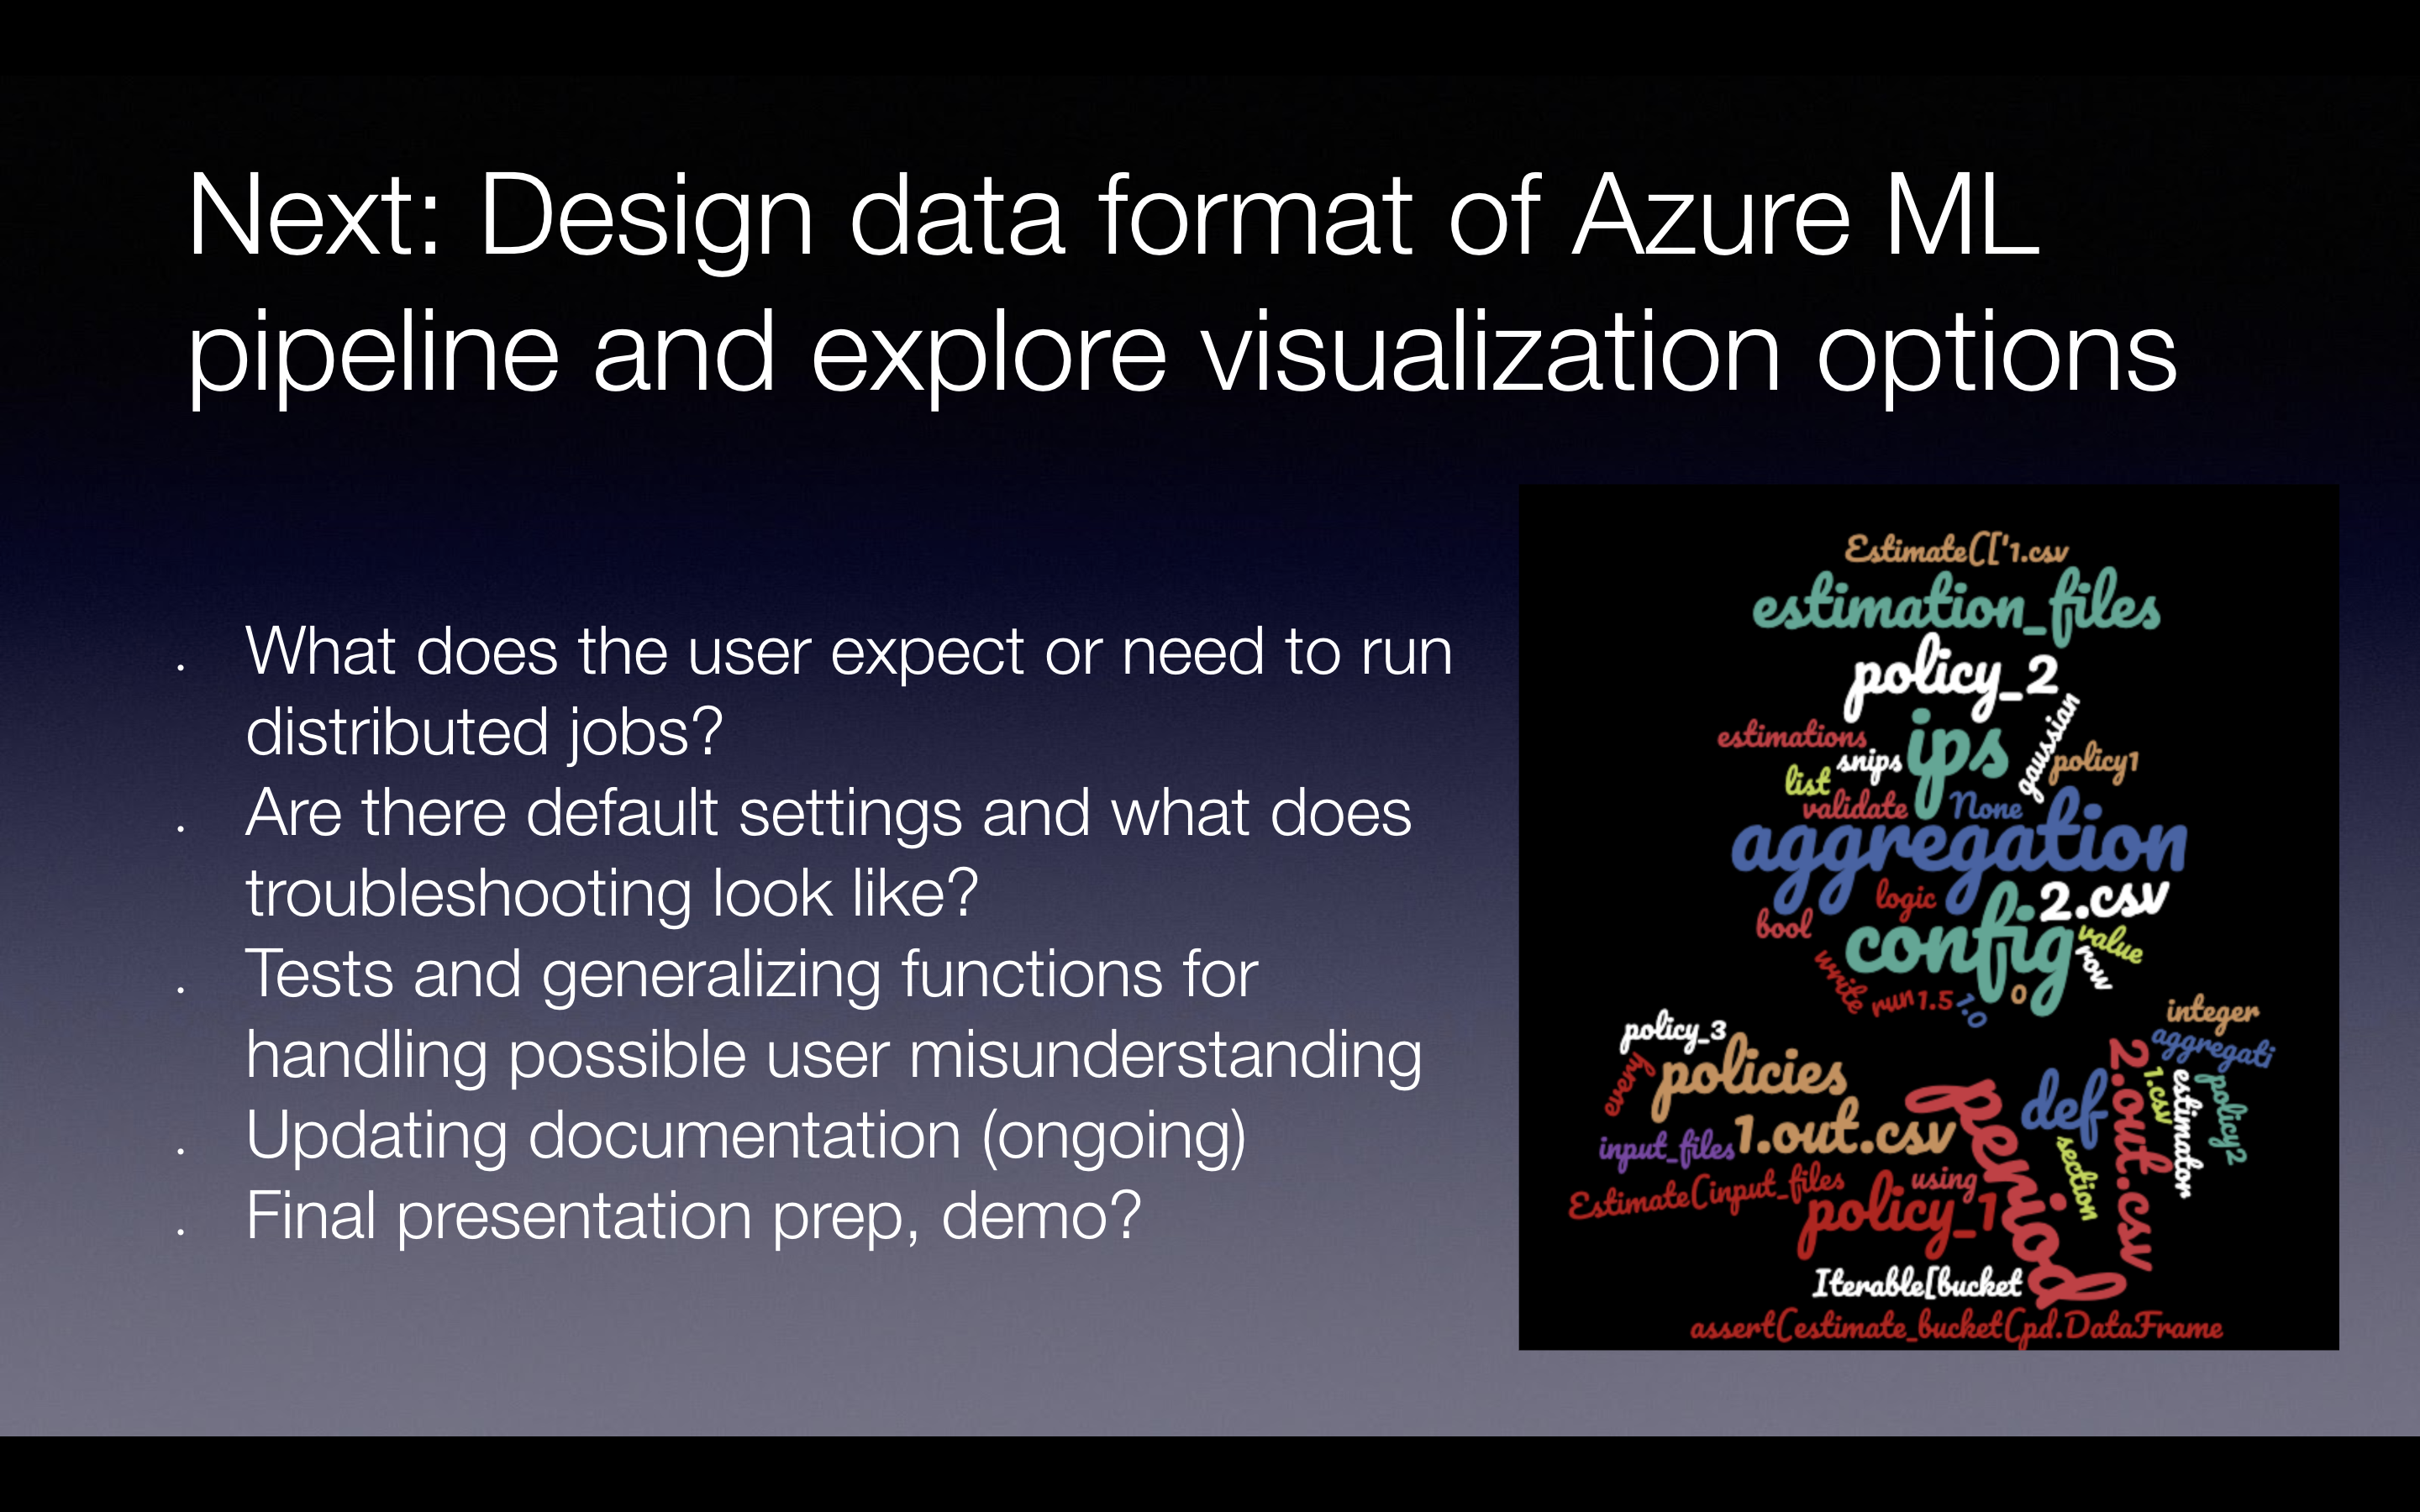 Next: Design data format of Azure ML
pipeline and explore visualization options
. What does the user expect or need to run
distributed jobs?
. Are there default settings and what does
troubleshooting look like?
. Tests and generalizing functions for
handling possible user misunderstanding
. Updating documentation (ongoing)
. Final presentation prep, demo?
Estimate(['1.csv
estimation_files
policy_2
gaussian
estimations
snips
ips
policy1
list
validate
None
aggregation
logic
2.csv
bool
config
value
row
write
run
1.5
1.0
0
policy_3
integer
aggregati
every
policies
period
def
2.out.csv
1.csv
estimator
policy2
input_files
1.out.csv
section
Estimate(input_files
using
policy_1
Iterable[bucket
assert(estimate_bucket(pd.DataFrame